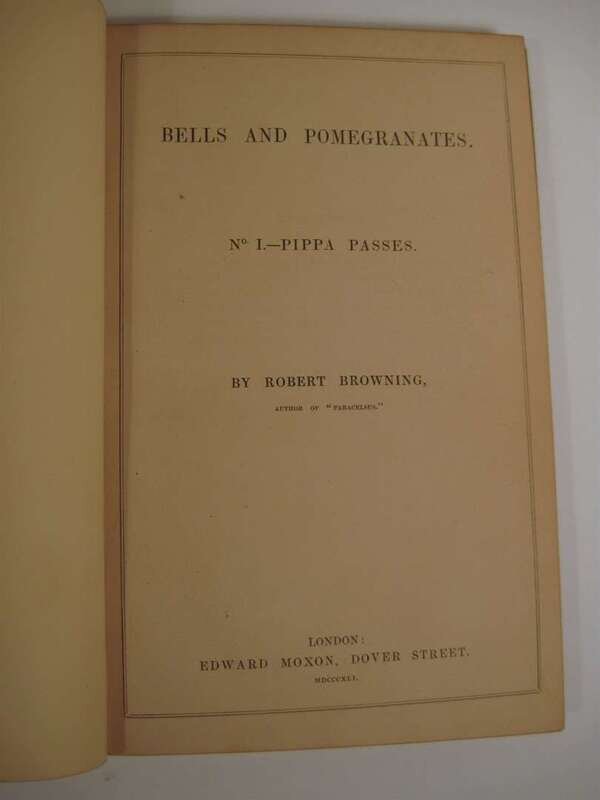 BELLS AND POMEGRANATES.
No. I.—PIPPA PASSES.
BY ROBERT BROWNING,
AUTHOR OF "PARACELSUS."
LONDON:
EDWARD MOXON, DOVER STREET.
MDCCCXLI.